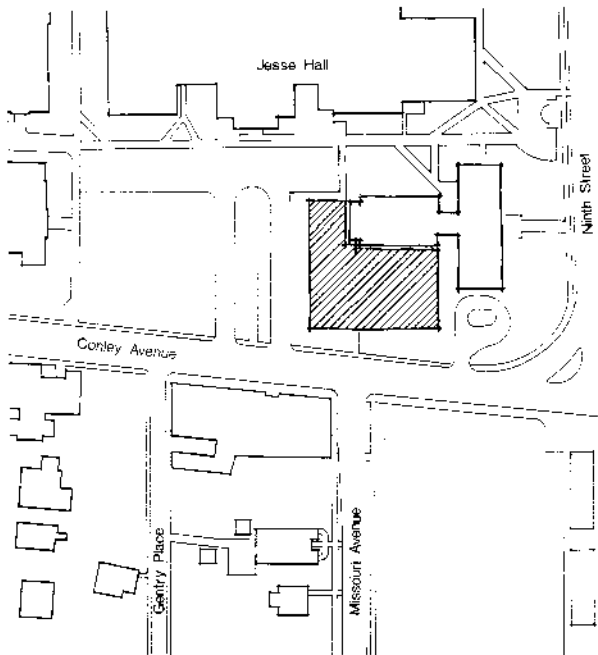 Jesse Hall
Ninth Street
Conley Avenue
Gentry Place
Missouri Avenue